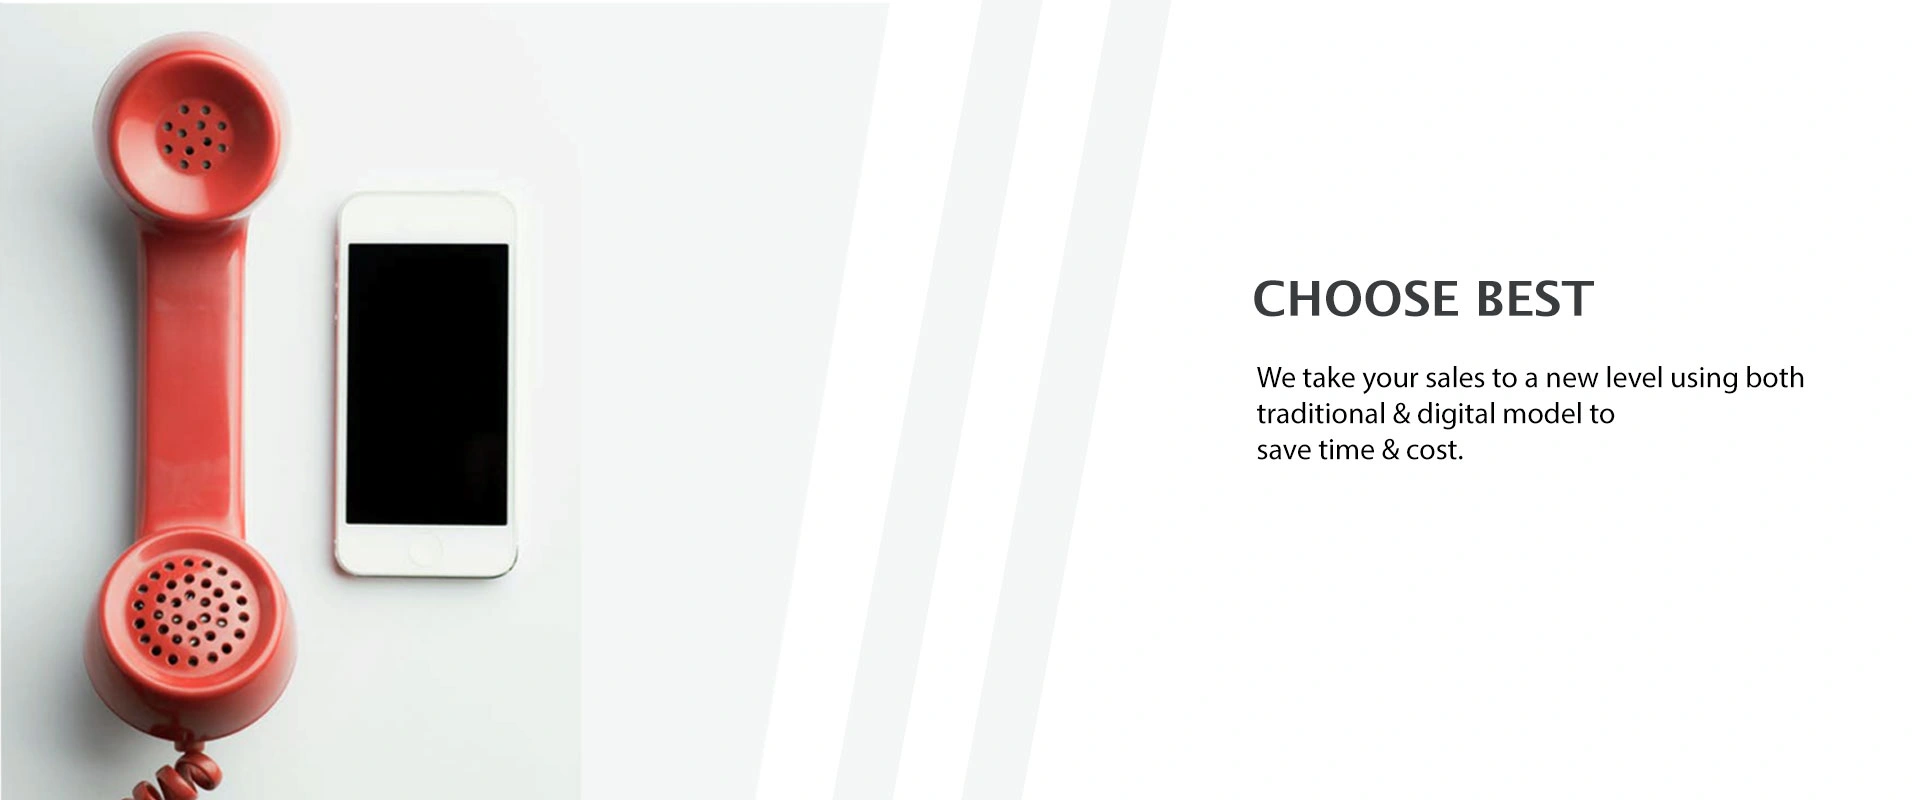 CHOOSE BEST
We take your sales to a new level using both
traditional & digital model to
save time & cost.